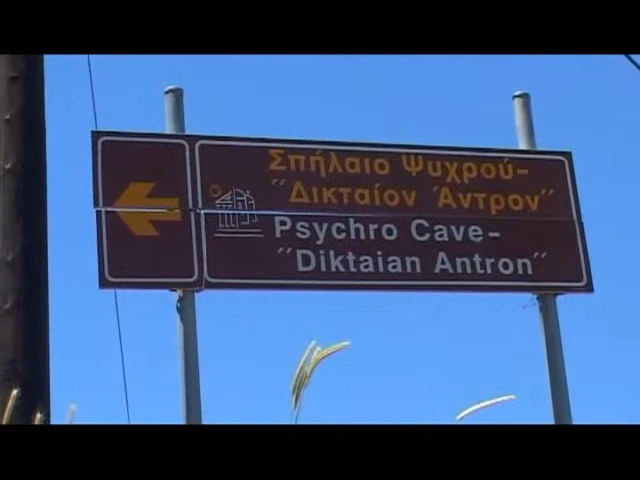 Σπήλαιο Ψυχρού-
"Δικταίον Άντρον"
Psychro Cave-
"Diktaian Antron"